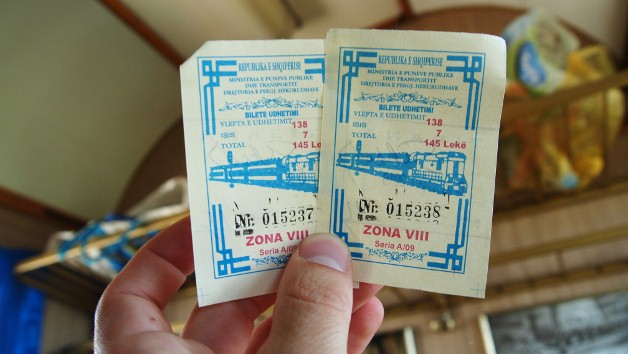 REPUBLIKA E SHQIPERISE
MINISTRIA E PUNEVE PUBLIKE
DHE TRANSPORTIT
DREJTORIA E PERGJ. HEKURUDHAVE
BILETE UDHETIMI
VLEFTA E UDHETIMIT 138
ISIS 7
TOTAL 145 Le
Nr: 015237
ZONA VIII
Seria A/09
REPUBLIKA E SHQIPERISE
MINISTRIA E PUNEVE PUBLIKE
DHE TRANSPORTIT
DREJTORIA E PERGJ. HEKURUDHAVE
BILETE UDHETIMI
VLEFTA E UDHETIMIT 138
ISIS 7
TOTAL 145 Lekë
Nr: 015238
ZONA VIII
Seria A/09